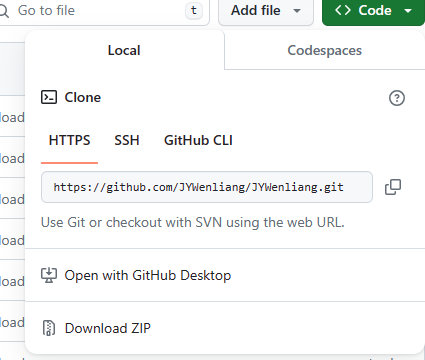 Go to file
t
Add file
Code
Local
Codespaces
Clone
HTTPS
SSH
GitHub CLI
https://github.com/JYWenliang/JYWenliang.git
Use Git or checkout with SVN using the web URL.
load
load
Open with GitHub Desktop
load
load
Download ZIP
load